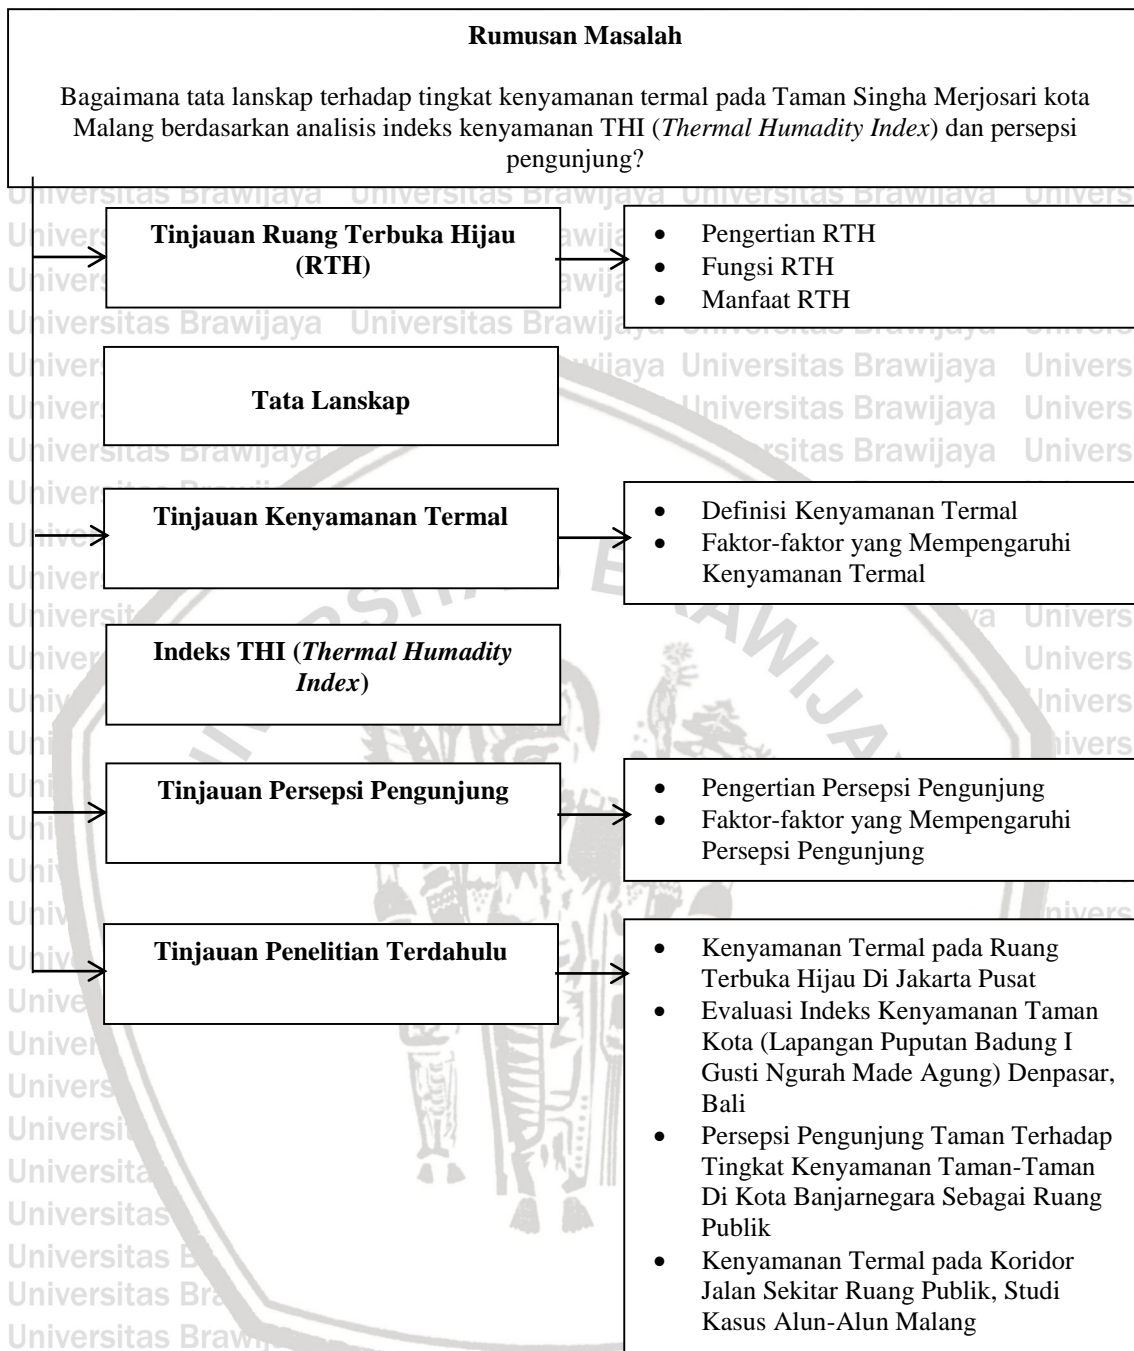 Rumusan Masalah
Bagaimana tata lanskap terhadap tingkat kenyamanan termal pada Taman Singha Merjosari kota
Malang berdasarkan analisis indeks kenyamanan THI (Thermal Humadity Index) dan persepsi
pengunjung?
Tinjauan Ruang Terbuka Hijau
(RTH)
• Pengertian RTH
• Fungsi RTH
• Manfaat RTH
Tata Lanskap
Tinjauan Kenyamanan Termal
• Definisi Kenyamanan Termal
• Faktor-faktor yang Mempengaruhi
Kenyamanan Termal
Indeks THI (Thermal Humadity
Index)
Tinjauan Persepsi Pengunjung
• Pengertian Persepsi Pengunjung
• Faktor-faktor yang Mempengaruhi
Persepsi Pengunjung
Tinjauan Penelitian Terdahulu
• Kenyamanan Termal pada Ruang
Terbuka Hijau Di Jakarta Pusat
• Evaluasi Indeks Kenyamanan Taman
Kota (Lapangan Puputan Badung I
Gusti Ngurah Made Agung) Denpasar,
Bali
• Persepsi Pengunjung Taman Terhadap
Tingkat Kenyamanan Taman-Taman
Di Kota Banjarnegara Sebagai Ruang
Publik
• Kenyamanan Termal pada Koridor
Jalan Sekitar Ruang Publik, Studi
Kasus Alun-Alun Malang